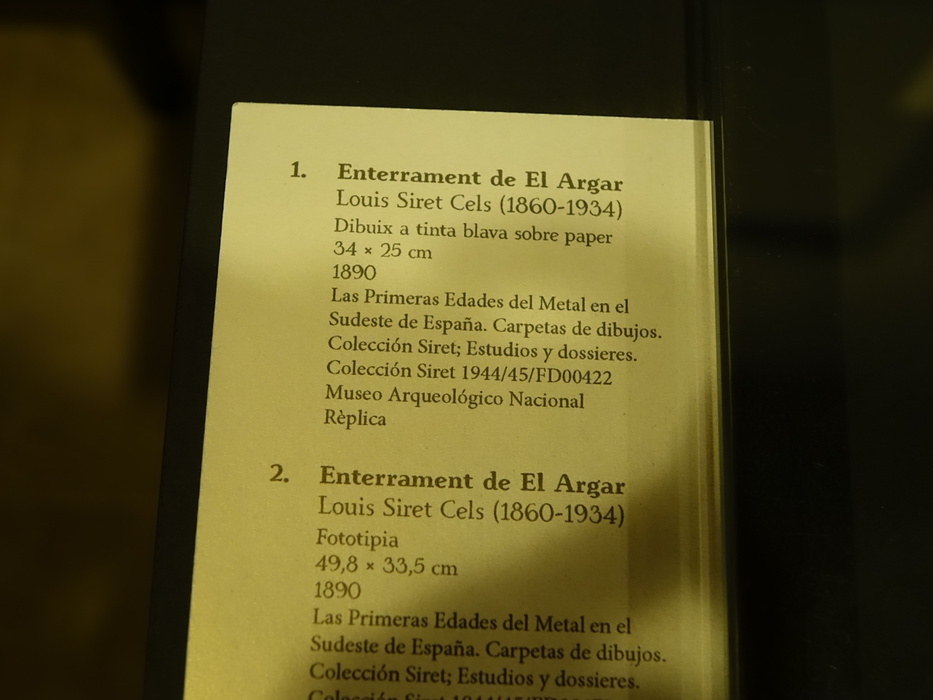 1. Enterrament de El Argar
Louis Siret Cels (1860-1934)
Dibuix a tinta blava sobre paper
34 × 25 cm
1890
Las Primeras Edades del Metal en el
Sudeste de España. Carpetas de dibujos.
Colección Siret; Estudios y dossieres.
Colección Siret 1944/45/FD00422
Museo Arqueológico Nacional
Rèplica
2. Enterrament de El Argar
Louis Siret Cels (1860-1934)
Fototipia
49,8 × 33,5 cm
1890
Las Primeras Edades del Metal en el
Sudeste de España. Carpetas de dibujos.
Colección Siret; Estudios y dossieres.
Colección Siret